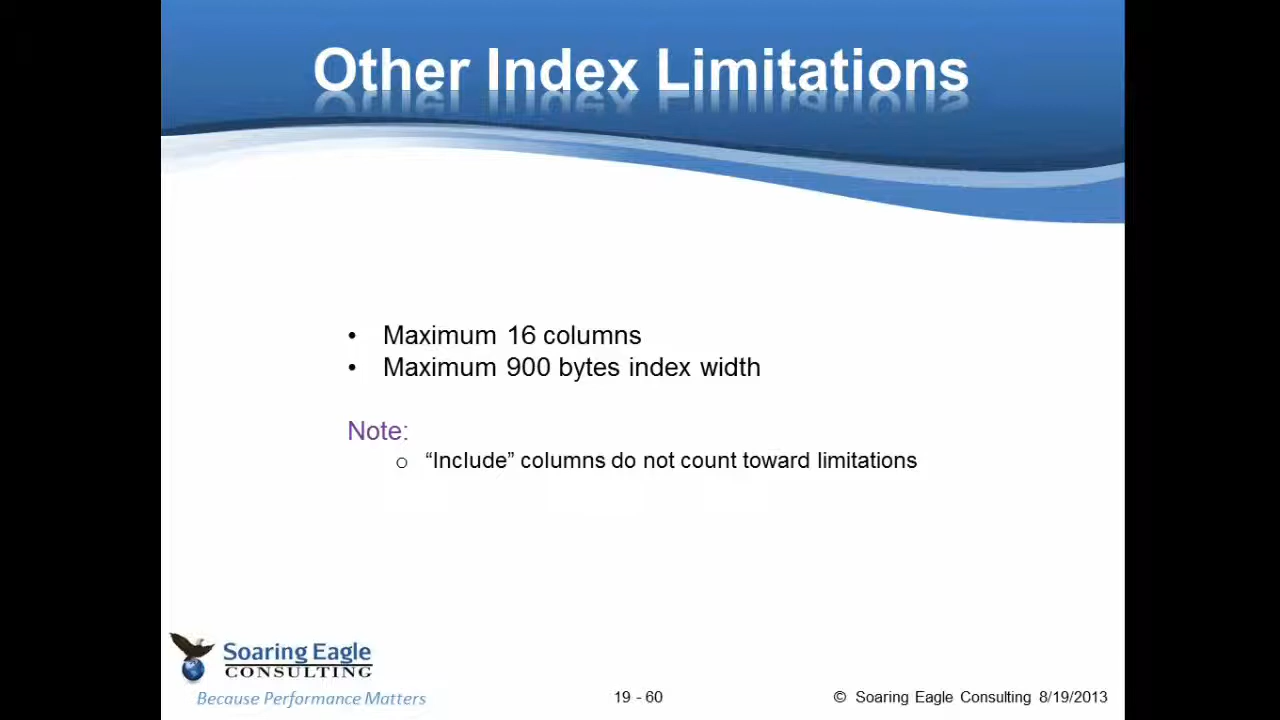 Other Index Limitations
• Maximum 16 columns
• Maximum 900 bytes index width
Note:
o “Include” columns do not count toward limitations
Soaring Eagle
CONSULTING
Because Performance Matters
19 - 60
© Soaring Eagle Consulting 8/19/2013